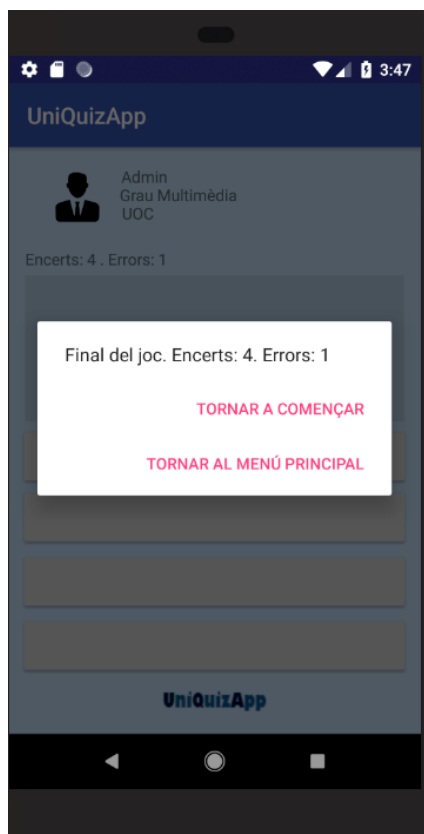 3:47
UniQuizApp
Admin
Grau Multimèdia
UOC
Encerts: 4 . Errors: 1
Final del joc. Encerts: 4. Errors: 1
TORNAR A COMENÇAR
TORNAR AL MENÚ PRINCIPAL
UniQuizApp